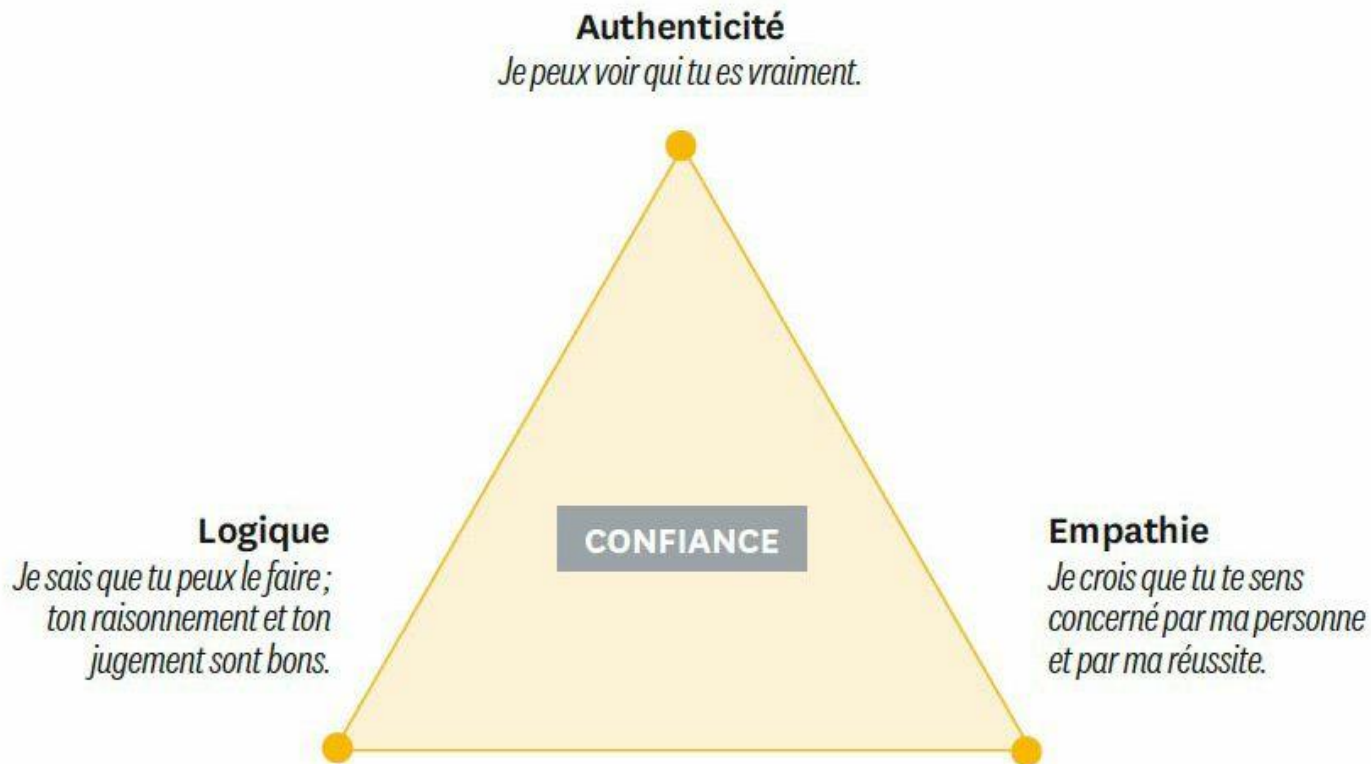 Authenticité
Je peux voir qui tu es vraiment.
Logique
Je sais que tu peux le faire ;
ton raisonnement et ton
jugement sont bons.
CONFIANCE
Empathie
Je crois que tu te sens
concerné par ma personne
et par ma réussite.